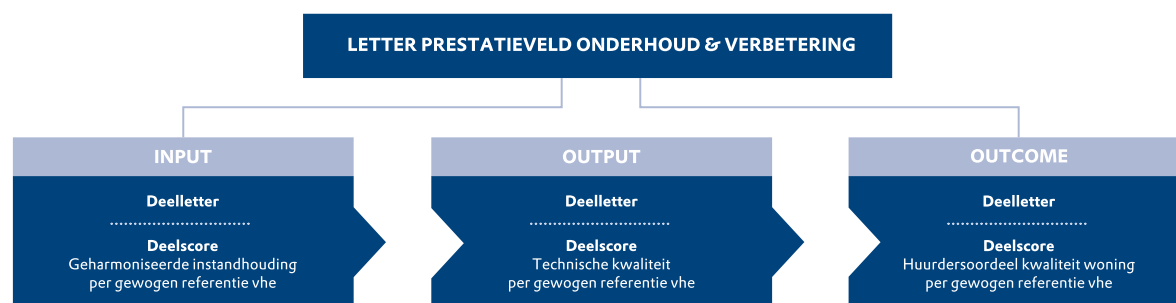 LETTER PRESTATIEVELD ONDERHOUD & VERBETERING
INPUT
Deelletter
Deelscore
Geharmoniseerde instandhouding
per gewogen referentie vhe
OUTPUT
Deelletter
Deelscore
Technische kwaliteit
per gewogen referentie vhe
OUTCOME
Deelletter
Deelscore
Huurdersoordeel kwaliteit woning
per gewogen referentie vhe